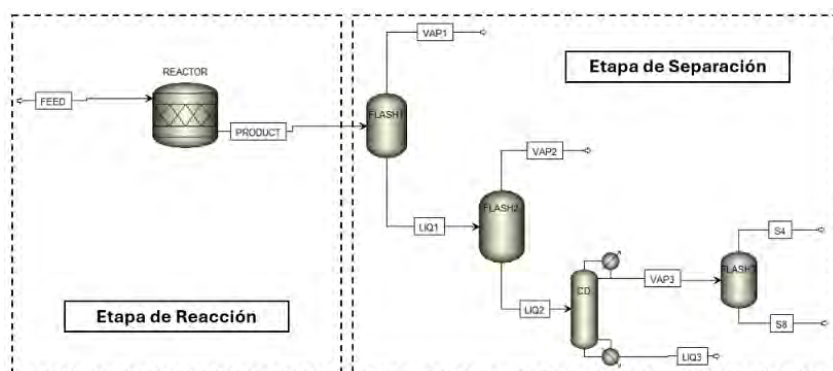 VAP1
Etapa de Separación
REACTOR
FEED
PRODUCT
FLASH1
VAP2
LIQ1
FLASH2
S4
VAP3
CD
LIQ2
S8
LIQ3
Etapa de Reacción